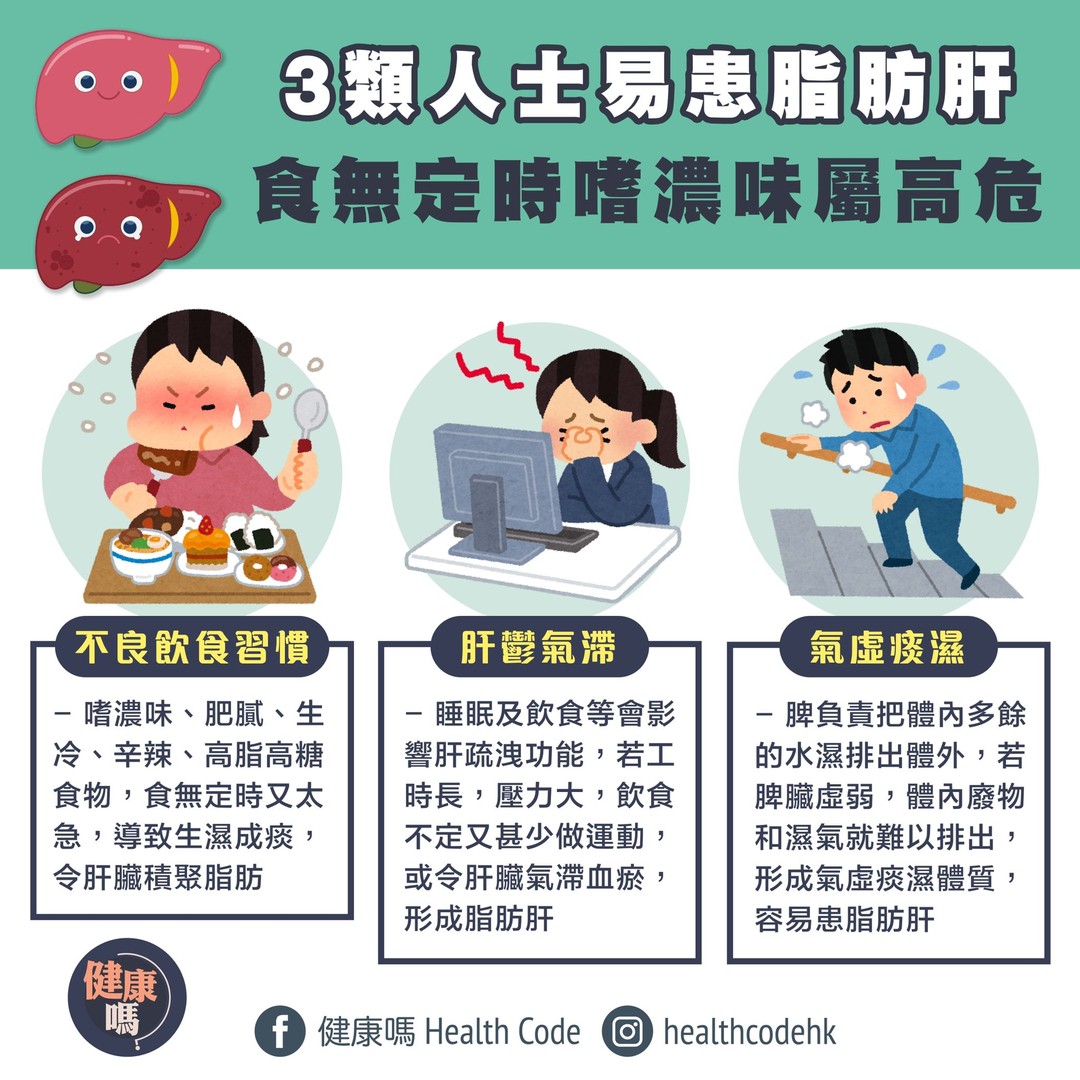 3類人士易患脂肪肝
食無定時嗜濃味屬高危
不良飲食習慣
– 嗜濃味、肥膩、生
冷、辛辣、高脂高糖
食物，食無定時又太
急，導致生濕成痰，
令肝臟積聚脂肪
肝鬱氣滯
– 睡眠及飲食等會影
響肝疏洩功能，若工
時長，壓力大，飲食
不定又甚少做運動，
或令肝臟氣滯血瘀，
形成脂肪肝
氣虛痰濕
– 脾負責把體內多餘
的水濕排出體外，若
脾臟虛弱，體內廢物
和濕氣就難以排出，
形成氣虛痰濕體質，
容易患脂肪肝
健康
嗎?
健康嗎 Health Code
healthcodehk